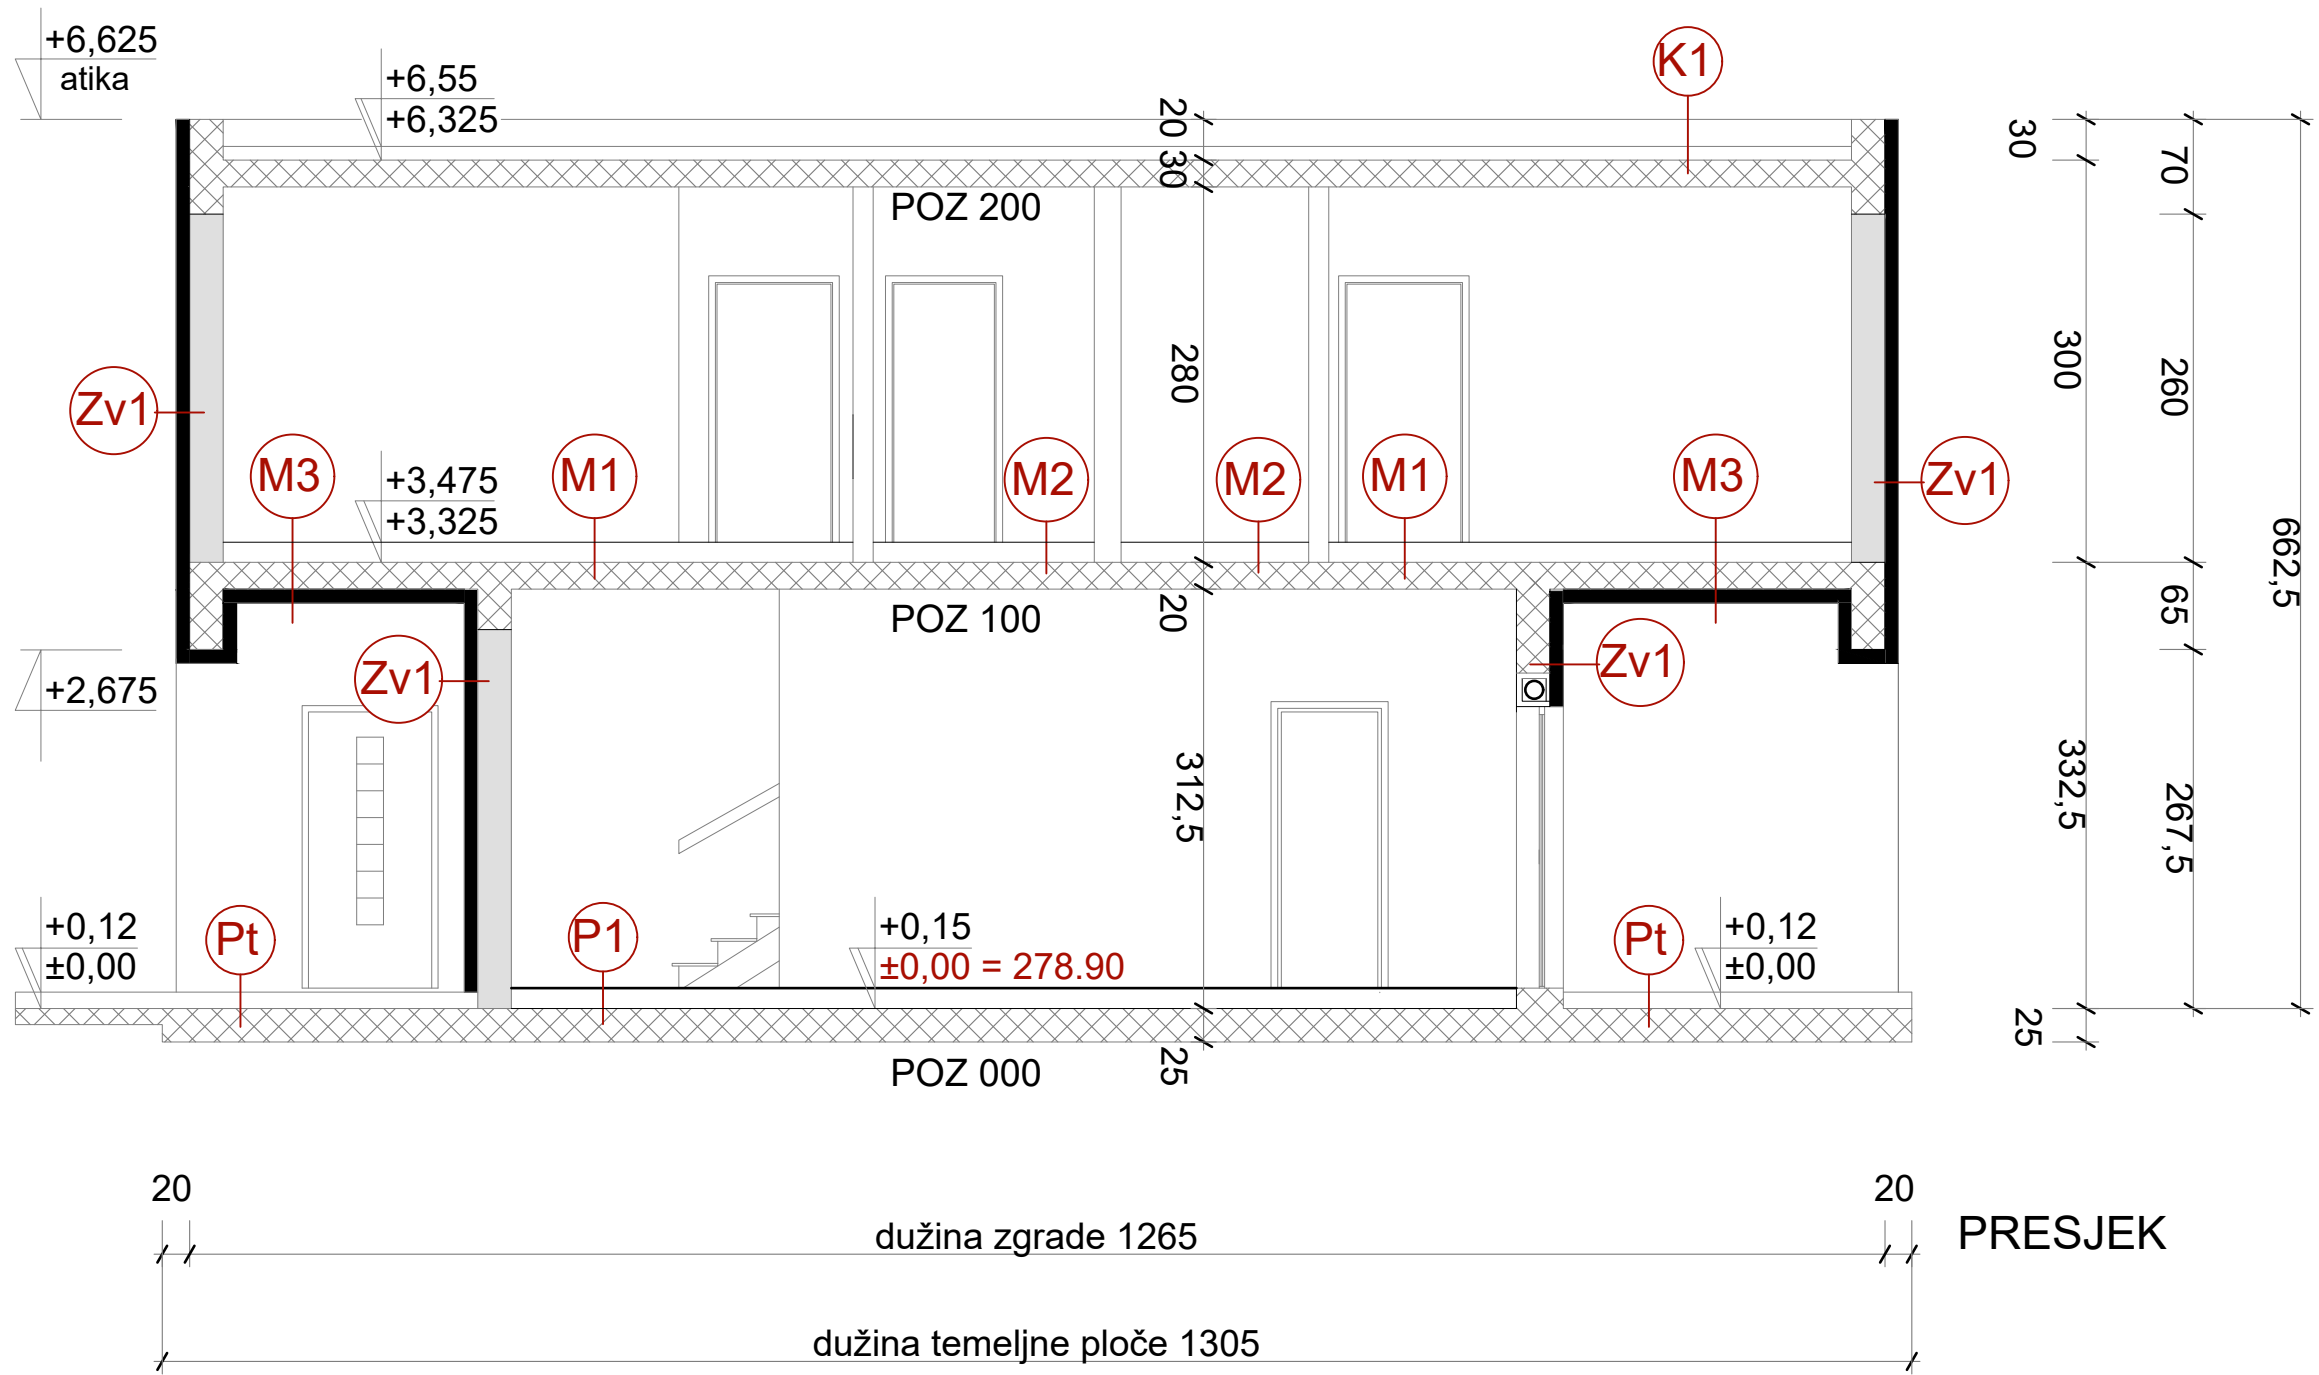 +6,625
atika
+6,55
+6,325
K1
20
30
30
70
POZ 200
280
300
260
Zv1
M3
M1
M2
M2
M1
M3
Zv1
+3,475
+3,325
662,5
20
65
POZ 100
Zv1
Zv1
+2,675
312,5
332,5
267,5
+0,12
±0,00
Pt
P1
+0,15
±0,00 = 278.90
Pt
+0,12
±0,00
25
25
POZ 000
20
20
dužina zgrade 1265
PRESJEK
dužina temeljne ploče 1305